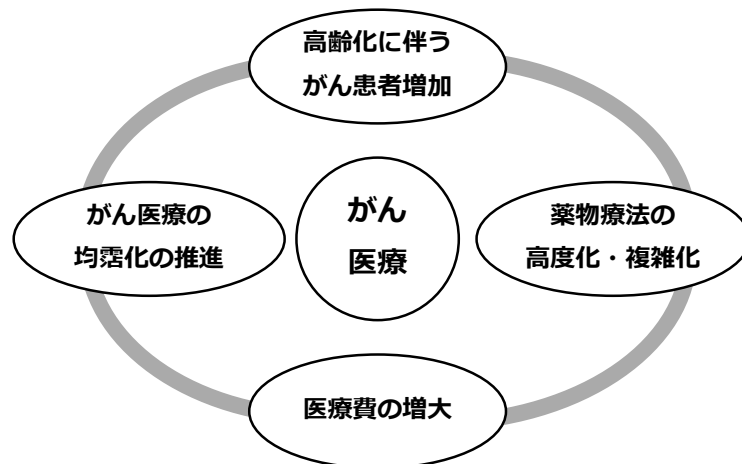 高齢化に伴う
がん患者増加
がん医療の
均霑化の推進
がん
医療
薬物療法の
高度化・複雑化
医療費の増大